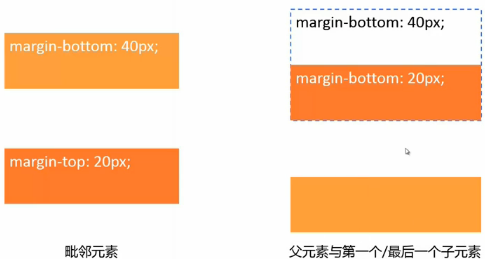 margin-bottom: 40px;
margin-top: 20px;
毗邻元素
margin-bottom: 40px;
margin-bottom: 20px;
父元素与第一个/最后一个子元素